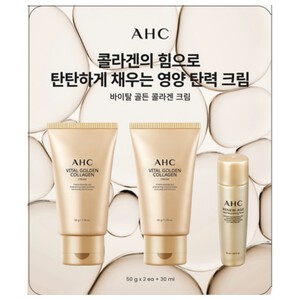 AHC
콜라겐의 힘으로
탄탄하게 채우는 영양 탄력 크림
바이탈 골든 콜라겐 크림
AHC
VITAL GOLDEN
COLLAGEN
AHC
VITAL GOLDEN
COLLAGEN
AHC
50 g x 2 ea + 30 ml